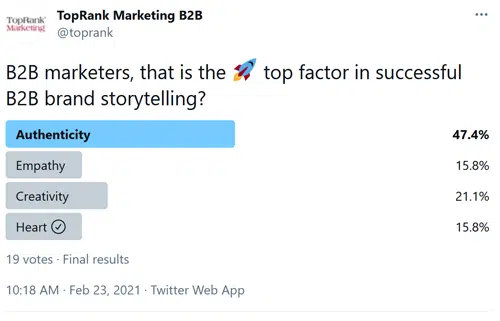 TopRank Marketing
TopRank Marketing B2B
@toprank
B2B marketers, that is the 🚀 top factor in successful
B2B brand storytelling?
Authenticity 47.4%
Empathy 15.8%
Creativity 21.1%
Heart 15.8%
19 votes · Final results
10:18 AM · Feb 23, 2021 · Twitter Web App